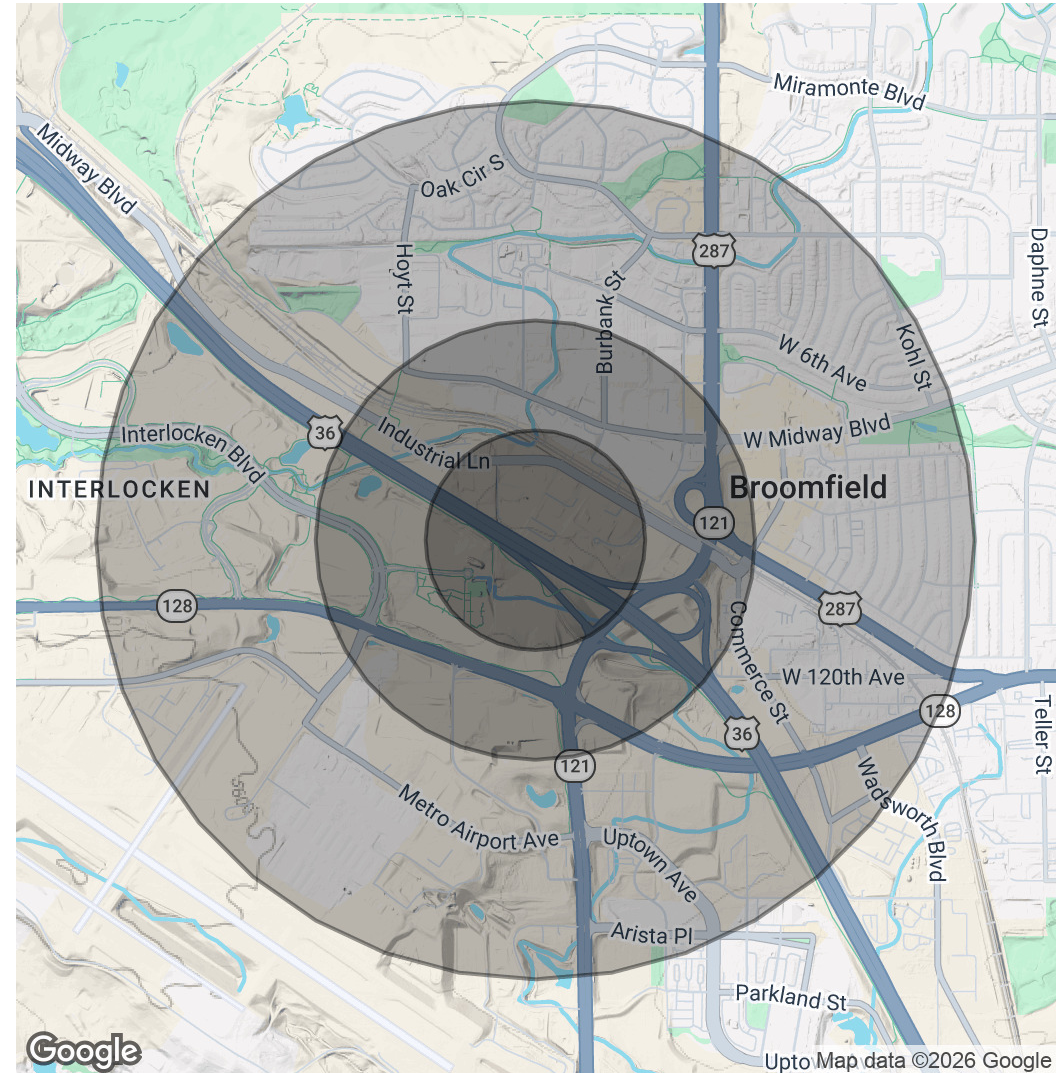 Miramonte Blvd
Midway Blvd
Oak Cir S
287
Daphne St
Hoyt St
Burbank St
W 6th Ave
Kohl St
W Midway Blvd
36
Industrial Ln
Interlocken Blvd
INTERLOCKEN
Broomfield
121
128
287
Commerce St
W 120th Ave
128
Teller St
36
121
5600
Metro Airport Ave
Uptown Ave
Wadsworth Blvd
Arista Pl
Parkland St
Google
Map data ©2026 Google